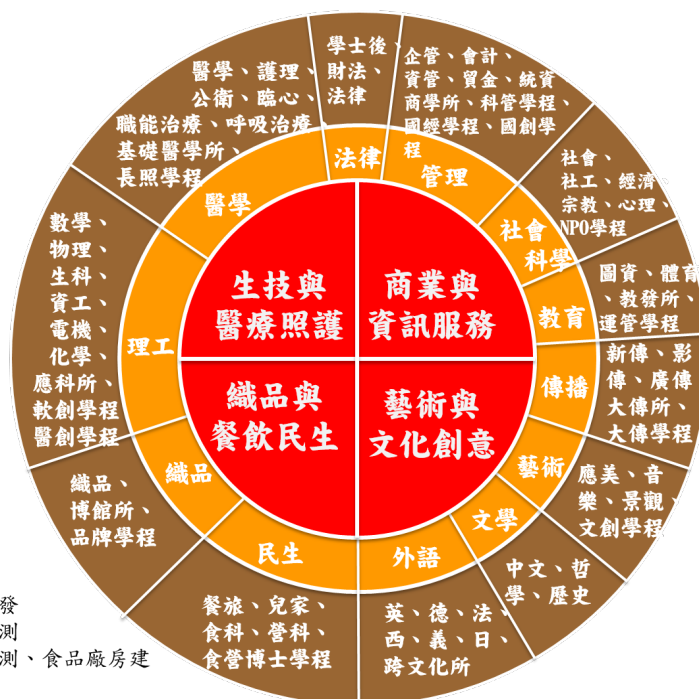 學士後、
財法、
法律
企管、會計、
資管、貿金、統資
商學所、科管學程、
國經學程、國創學
程
醫學、護理、
公衛、臨心、
職能治療、呼吸治療、
基礎醫學所、
長照學程
社會、
社工、經濟、
宗教、心理、
NPO學程
法律
管理
醫學
社會
科學
數學、
物理、
生科、
資工、
電機、
化學、
應科所、
軟創學程
醫創學程
生技與
醫療照護
商業與
資訊服務
圖資、體育
、教發所、
運管學程
教育
理工
新傳、影
傳、廣傳
大傳所、
大傳學程
傳播
織品與
餐飲民生
藝術與
文化創意
織品
藝術
織品、
博館所、
品牌學程
應美、音
樂、景觀、
文創學程
文學
民生
外語
中文、哲
學、歷史
餐旅、兒家、
食科、營科、
食營博士學程
英、德、法、
西、義、日、
跨文化所
發
測
測、食品廠房建